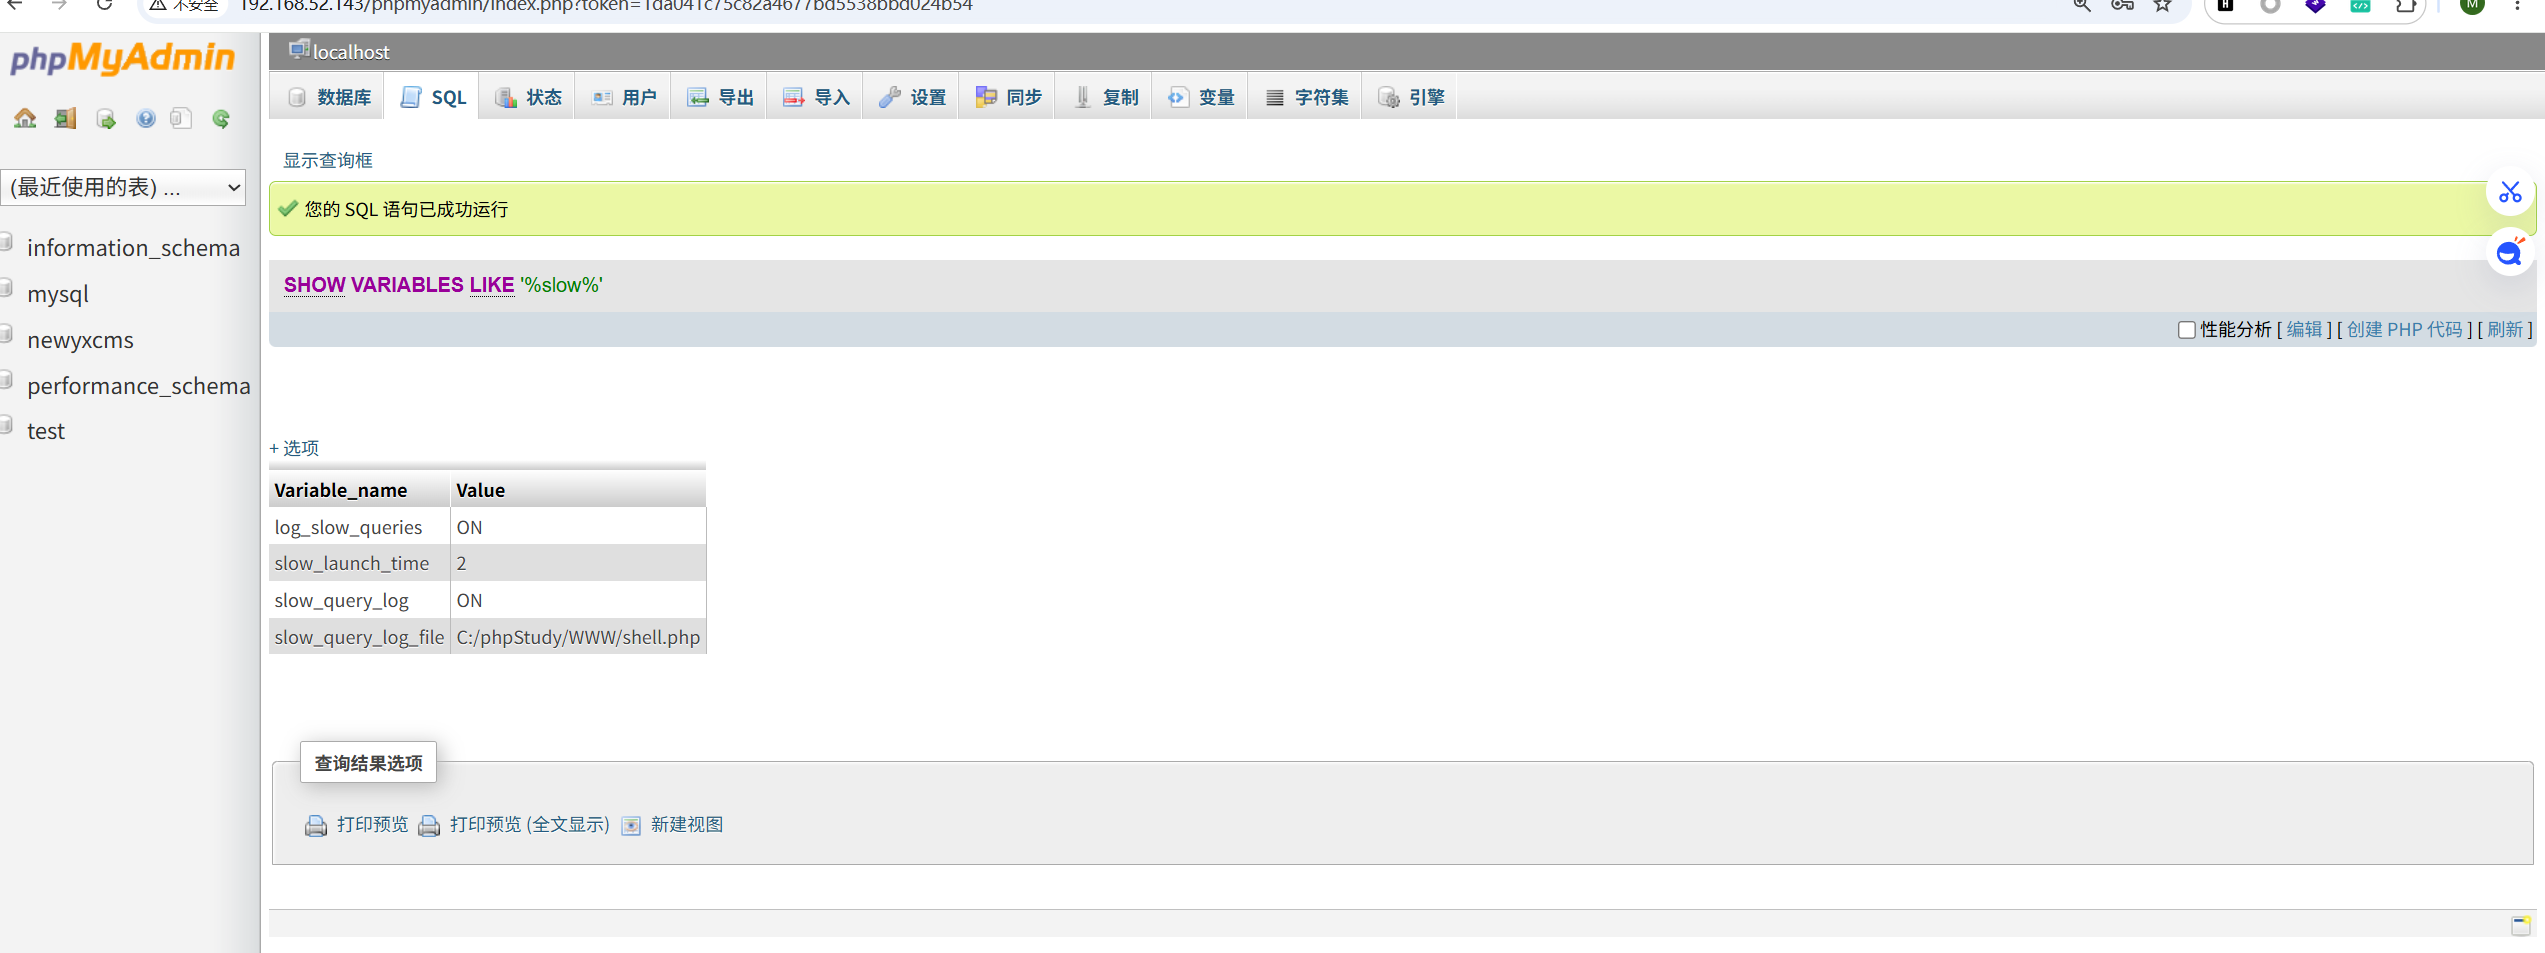 不安全 192.168.52.143/phpmyadmin/index.php?token=1da041c75c82a4677bd5538bbd024b54
M
phpMyAdmin
(最近使用的表) ...
information_schema
mysql
newyxcms
performance_schema
test
localhost
数据库 SQL 状态 用户 导出 导入 设置 同步 复制 变量 字符集 引擎
显示查询框
您的 SQL 语句已成功运行
SHOW VARIABLES LIKE '%slow%'
性能分析 [ 编辑 ] [ 创建 PHP 代码 ] [ 刷新 ]
+ 选项
Variable_name Value
log_slow_queries ON
slow_launch_time 2
slow_query_log ON
slow_query_log_file C:/phpStudy/WWW/shell.php
查询结果选项
打印预览 打印预览 (全文显示) 新建视图